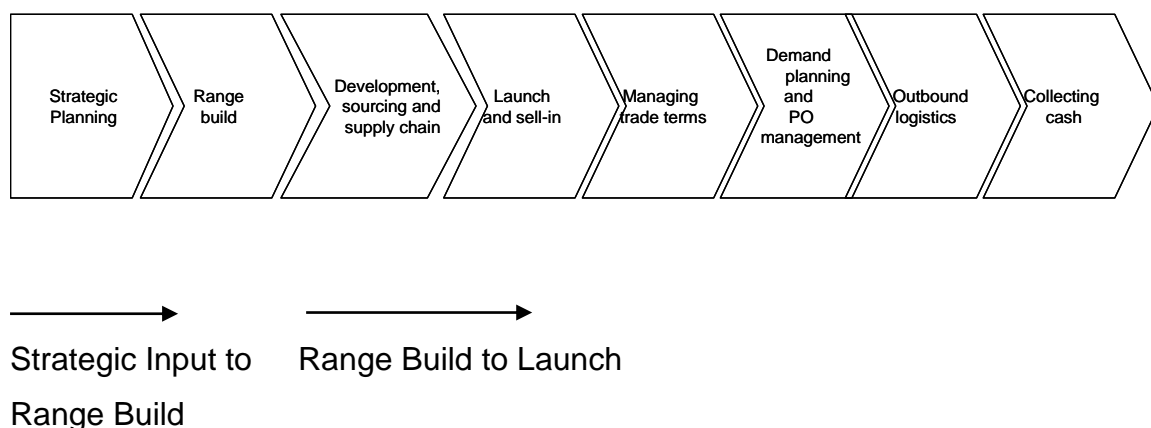 Strategic
Planning
Range
build
Development,
sourcing and
supply chain
Launch
and sell-in
Managing
trade terms
Demand
planning
and
PO
management
Outbound
logistics
Collecting
cash
Strategic Input to
Range Build
Range Build to Launch